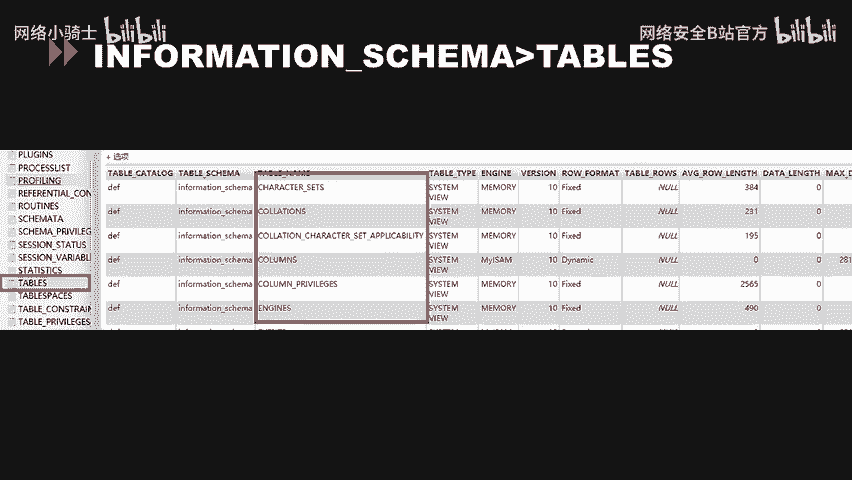 网络小骑士 bilibili
网络安全B站官方 bilibili
INFORMATION_SCHEMA>TABLES
PLUGINS
PROCESSLIST
PROFILING
REFERENTIAL_CON
ROUTINES
SCHEMATA
SCHEMA_PRIVILEG
SESSION_STATUS
SESSION_VARIABL
STATISTICS
TABLES
TABLESPACES
TABLE_CONSTRAIN
TABLE_PRIVILEGES
+ 选项
TABLE_CATALOG TABLE_SCHEMA TABLE_NAME TABLE_TYPE ENGINE VERSION ROW_FORMAT TABLE_ROWS AVG_ROW_LENGTH DATA_LENGTH MAX_D
def information_schema CHARACTER_SETS SYSTEM VIEW MEMORY 10 Fixed NULL 384 0
def information_schema COLLATIONS SYSTEM VIEW MEMORY 10 Fixed NULL 231 0
def information_schema COLLATION_CHARACTER_SET_APPLICABILITY SYSTEM VIEW MEMORY 10 Fixed NULL 195 0
def information_schema COLUMNS SYSTEM VIEW MyISAM 10 Dynamic NULL 0 0 281
def information_schema COLUMN_PRIVILEGES SYSTEM VIEW MEMORY 10 Fixed NULL 2565 0
def information_schema ENGINES SYSTEM VIEW MEMORY 10 Fixed NULL 490 0